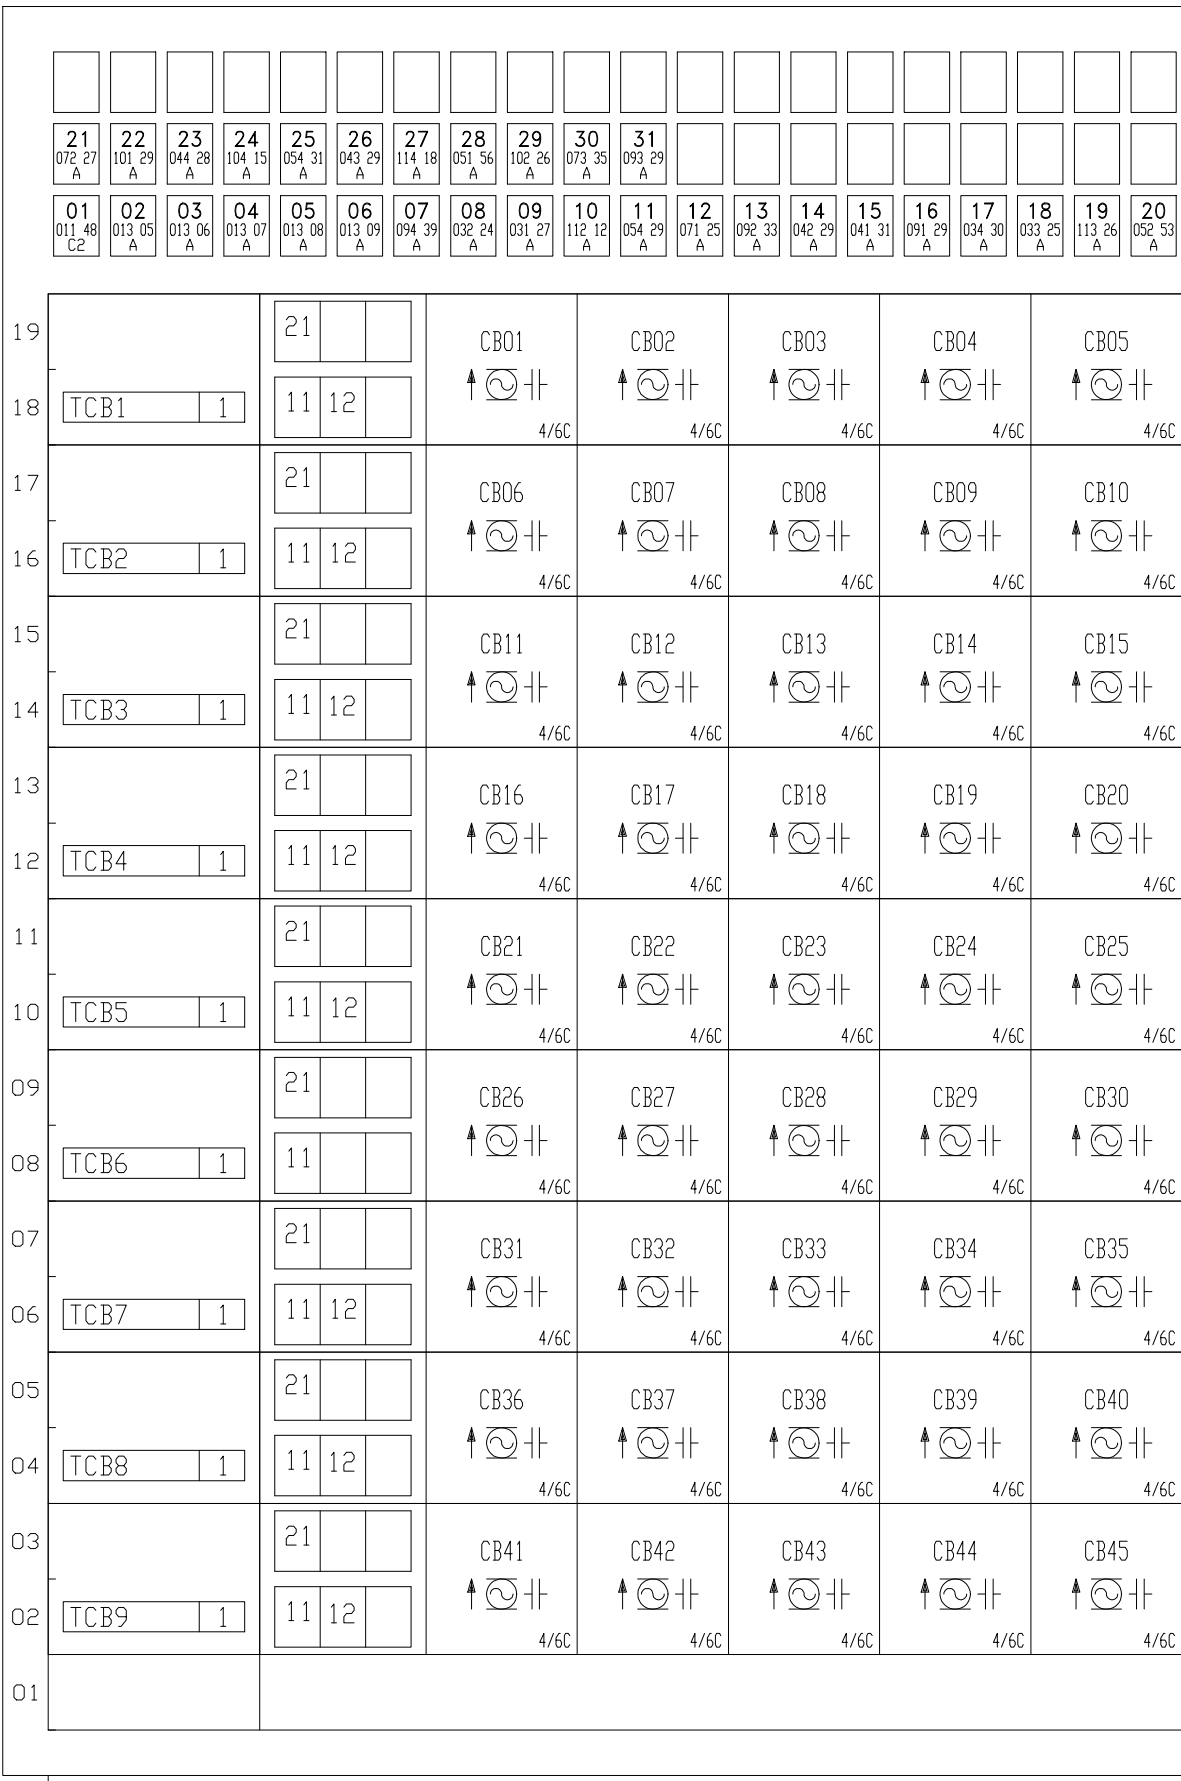 21 22 23 24 25 26 27 28 29 30 31
072 27 101 29 044 28 104 15 054 31 043 29 114 18 051 56 102 26 073 35 093 29
A A A A A A A A A A A
01 02 03 04 05 06 07 08 09 10 11 12 13 14 15 16 17 18 19 20
011 48 013 05 013 06 013 07 013 08 013 09 094 39 032 24 031 27 112 12 054 29 071 25 092 33 042 29 041 31 091 29 034 30 033 25 113 26 052 53
C2 A A A A A A A A A A A A A A A A A A A
19 21 CB01 CB02 CB03 CB04 CB05
18 TCB1 1 11 12
4/6C 4/6C 4/6C 4/6C 4/6C
17 21 CB06 CB07 CB08 CB09 CB10
16 TCB2 1 11 12
4/6C 4/6C 4/6C 4/6C 4/6C
15 21 CB11 CB12 CB13 CB14 CB15
14 TCB3 1 11 12
4/6C 4/6C 4/6C 4/6C 4/6C
13 21 CB16 CB17 CB18 CB19 CB20
12 TCB4 1 11 12
4/6C 4/6C 4/6C 4/6C 4/6C
11 21 CB21 CB22 CB23 CB24 CB25
10 TCB5 1 11 12
4/6C 4/6C 4/6C 4/6C 4/6C
09 21 CB26 CB27 CB28 CB29 CB30
08 TCB6 1 11
4/6C 4/6C 4/6C 4/6C 4/6C
07 21 CB31 CB32 CB33 CB34 CB35
06 TCB7 1 11 12
4/6C 4/6C 4/6C 4/6C 4/6C
05 21 CB36 CB37 CB38 CB39 CB40
04 TCB8 1 11 12
4/6C 4/6C 4/6C 4/6C 4/6C
03 21 CB41 CB42 CB43 CB44 CB45
02 TCB9 1 11 12
4/6C 4/6C 4/6C 4/6C 4/6C
01